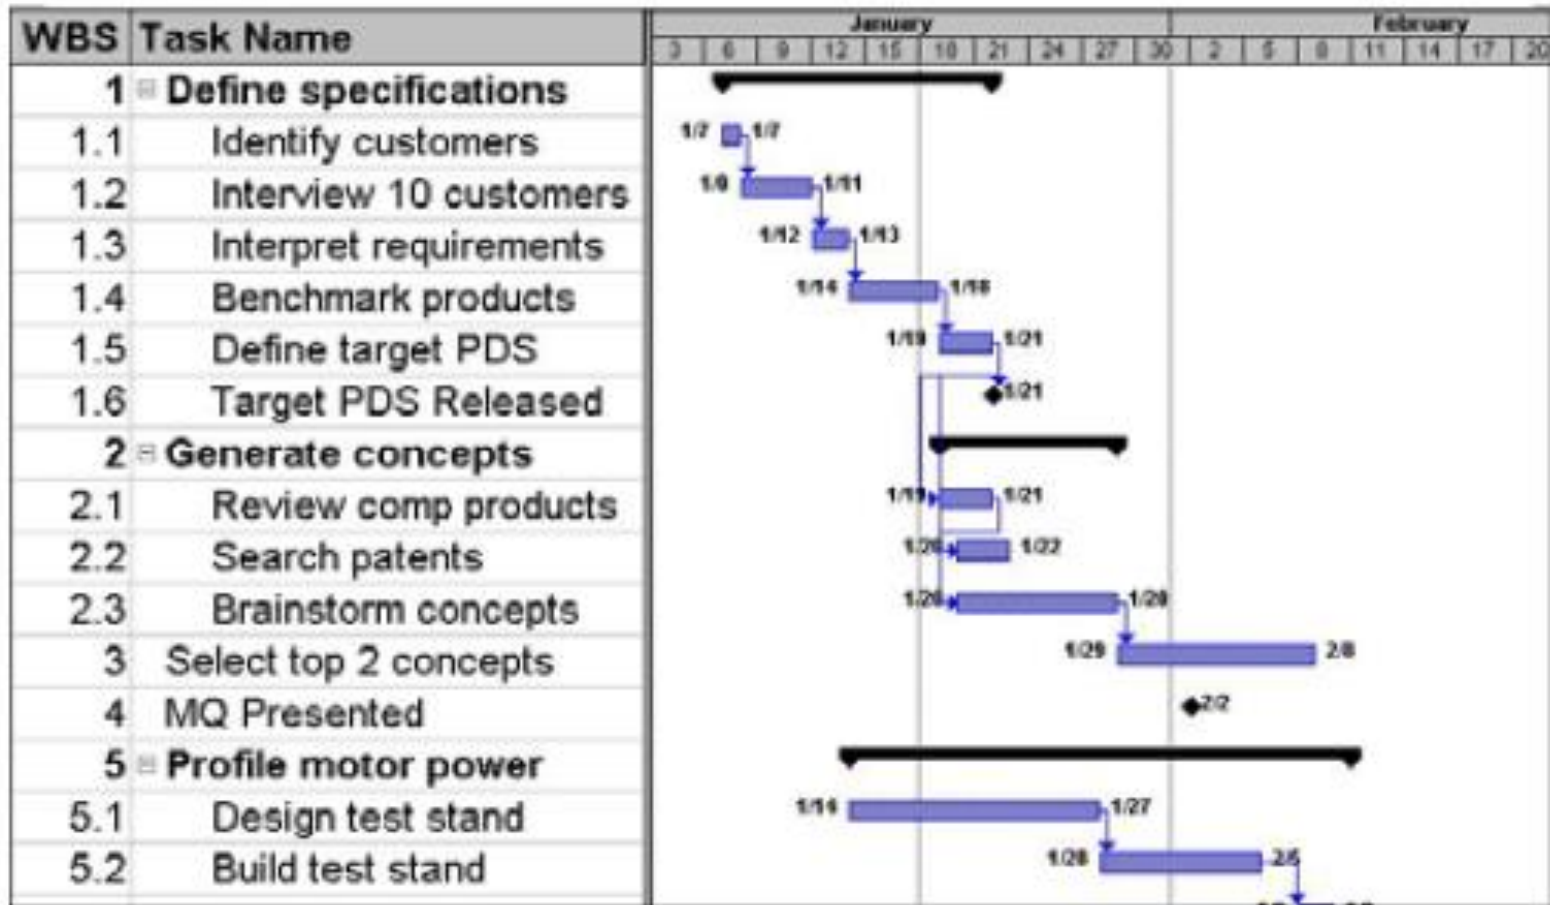 WBS Task Name January February
3 6 9 12 15 18 21 24 27 30 2 5 8 11 14 17 20
1 Define specifications
1.1 Identify customers 1/7 1/7
1.2 Interview 10 customers 1/8 1/11
1.3 Interpret requirements 1/12 1/13
1.4 Benchmark products 1/14 1/18
1.5 Define target PDS 1/19 1/21
1.6 Target PDS Released 1/21
2 Generate concepts
2.1 Review comp products 1/19 1/21
2.2 Search patents 1/20 1/22
2.3 Brainstorm concepts 1/20 1/28
3 Select top 2 concepts 1/29 2/8
4 MQ Presented 2/2
5 Profile motor power
5.1 Design test stand 1/14 1/27
5.2 Build test stand 1/28 2/5